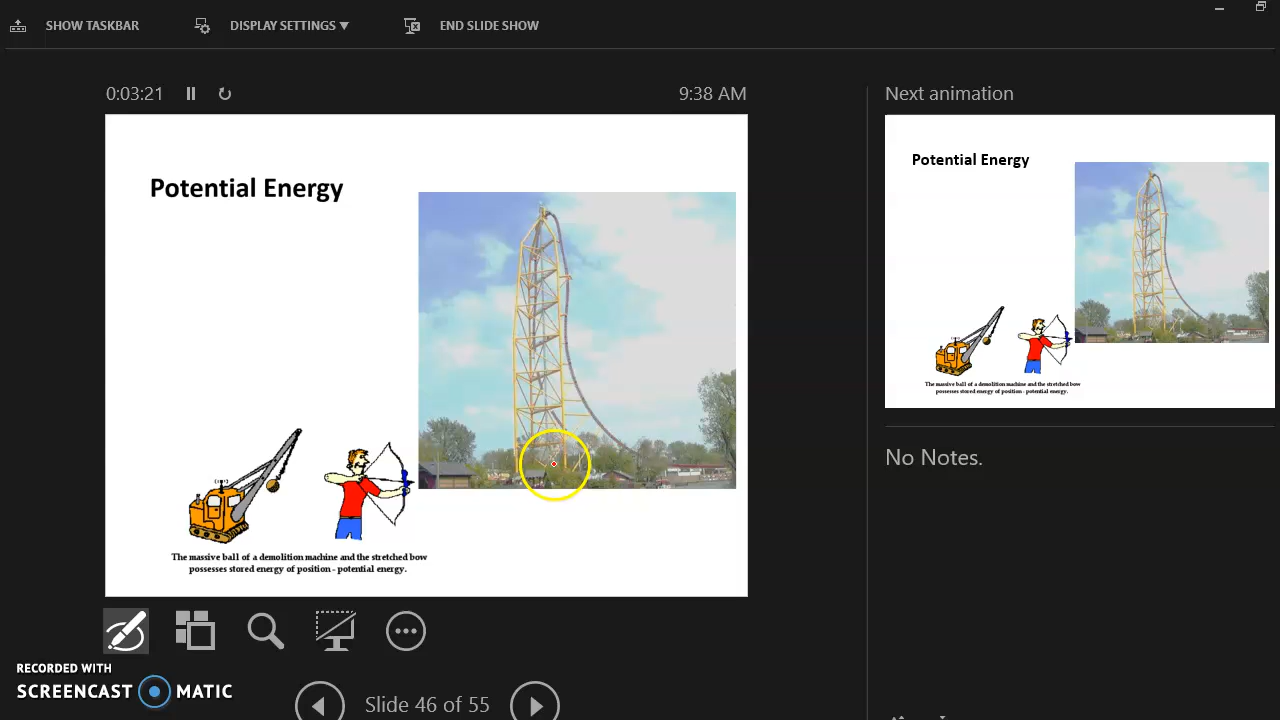 SHOW TASKBAR DISPLAY SETTINGS ▼ END SLIDE SHOW
0:03:21 9:38 AM
Potential Energy
The massive ball of a demolition machine and the stretched bow
possesses stored energy of position - potential energy.
Next animation
Potential Energy
The massive ball of a demolition machine and the stretched bow
possesses stored energy of position - potential energy.
No Notes.
RECORDED WITH
SCREENCAST MATIC
Slide 46 of 55